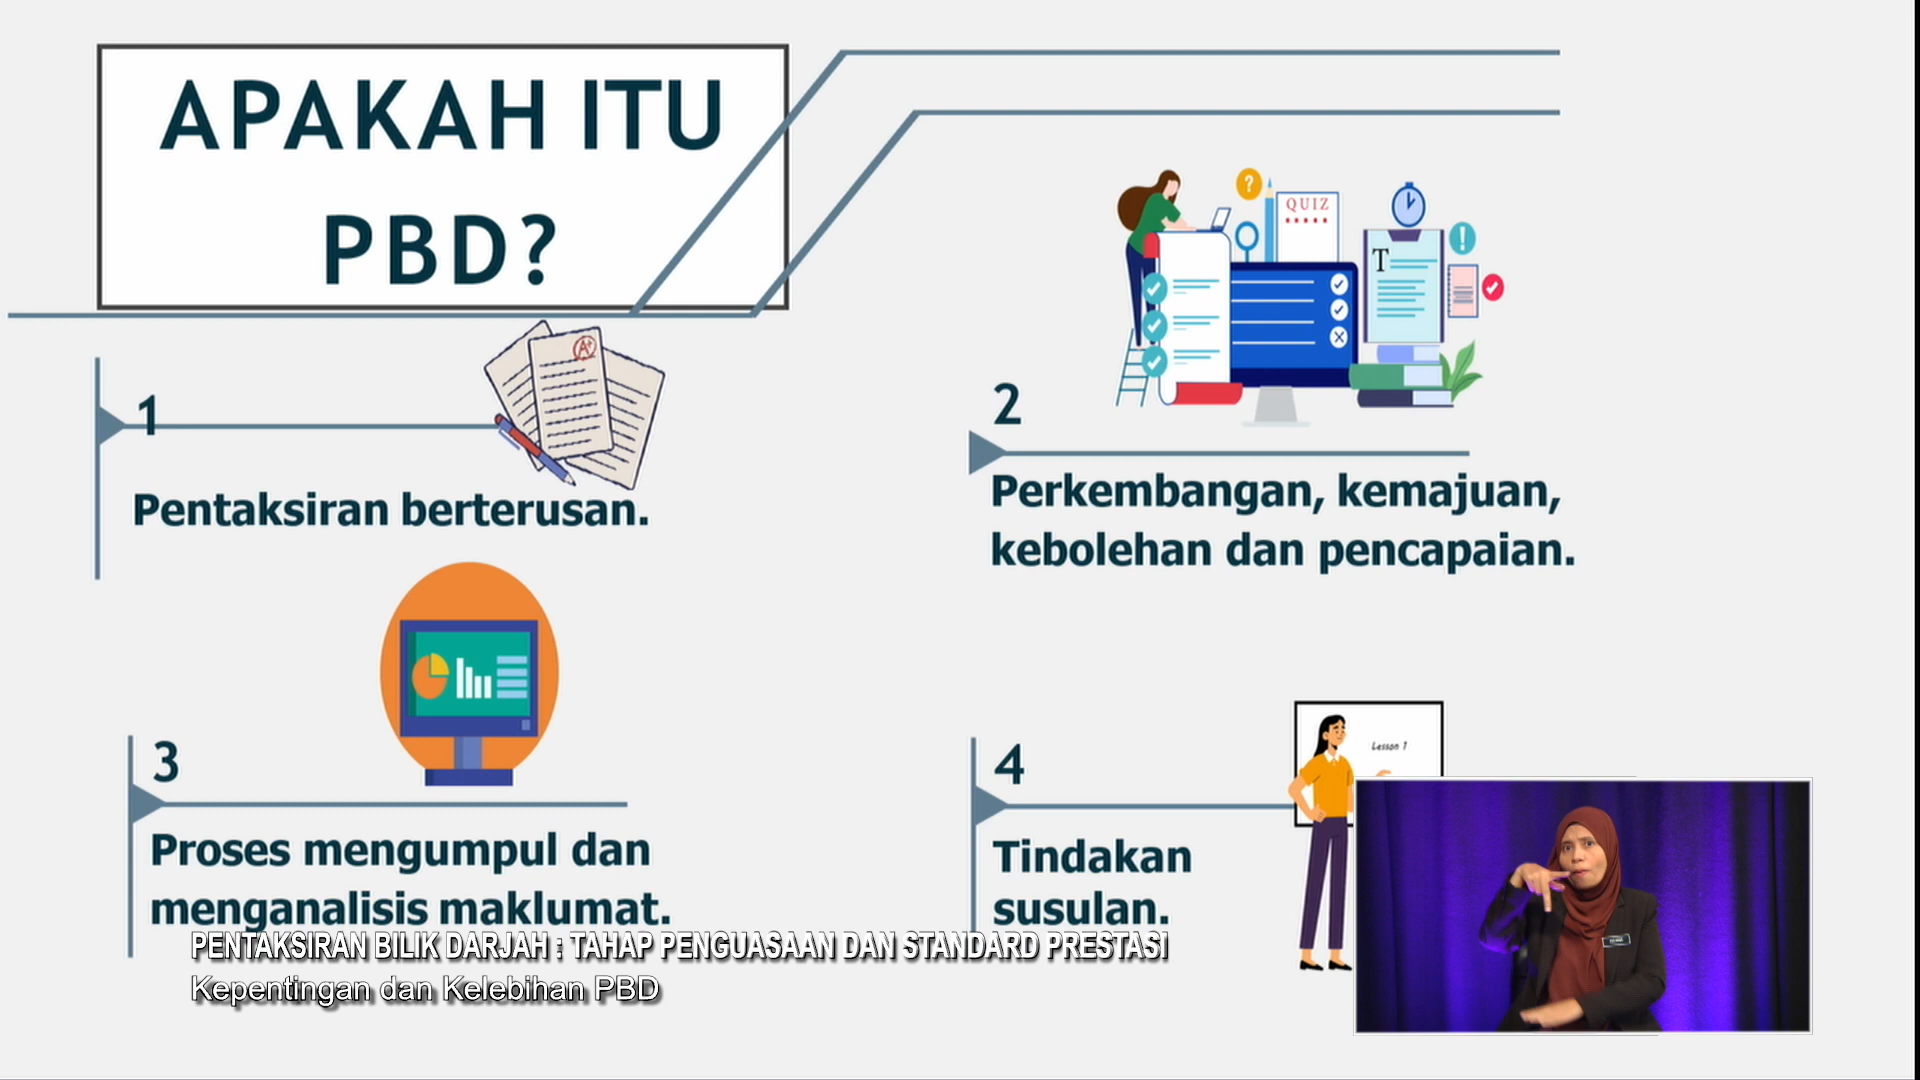 APAKAH ITU
PBD?
QUIZ
T
1
Pentaksiran berterusan.
A+
2
Perkembangan, kemajuan,
kebolehan dan pencapaian.
3
Proses mengumpul dan
menganalisis maklumat.
4
Lesson 1
Tindakan
susulan.
PENTAKSIRAN BILIK DARJAH : TAHAP PENGUASAAN DAN STANDARD PRESTASI
Kepentingan dan Kelebihan PBD